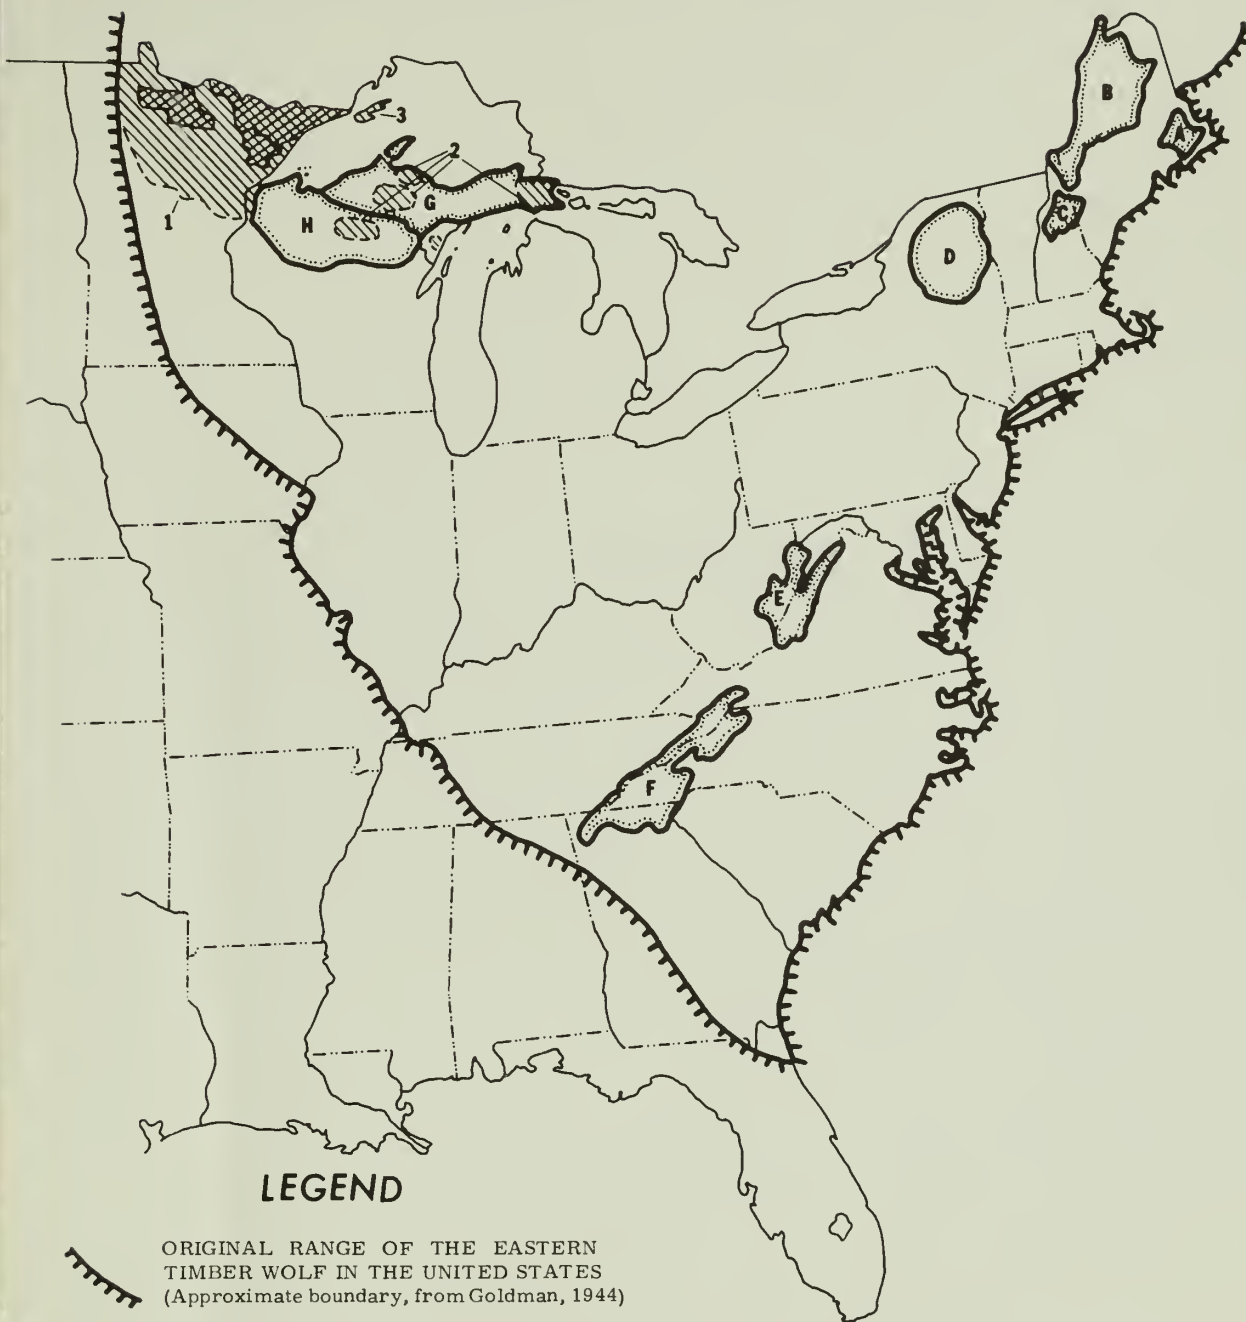 B
3
A
2
G
1
H
C
D
E
F
LEGEND
ORIGINAL RANGE OF THE EASTERN
TIMBER WOLF IN THE UNITED STATES
(Approximate boundary, from Goldman, 1944)